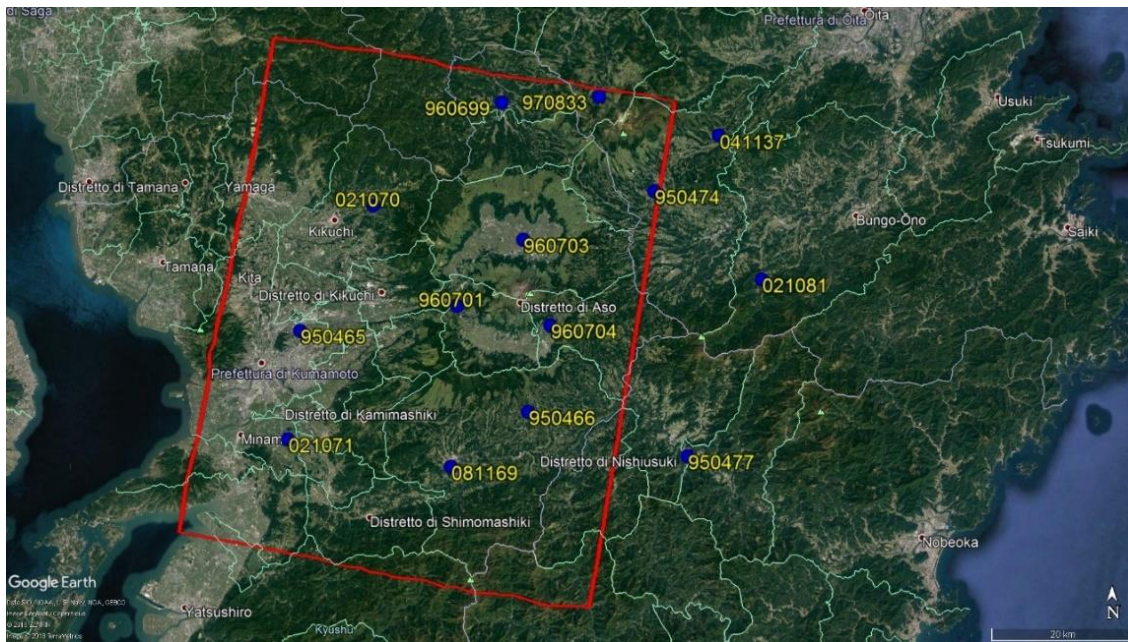 di Saga
Prefettura di Oita
Oita
960699
970833
Usuki
041137
Tsukumi
Distretto di Tamana
Yamaga
021070
950474
Kikuchi
Bungo-Ono
Saiki
960703
Tamana
Kita
Distretto di Kikuchi
021081
960701
Distretto di Aso
960704
950465
Prefettura di Kumamoto
950466
Distretto di Kamimashiki
Minam
021071
Distretto di Nishiusuki
950477
081169
Distretto di Shimomashiki
Nobeoka
Google Earth
Yatsushiro
Kyushu
N
20 km